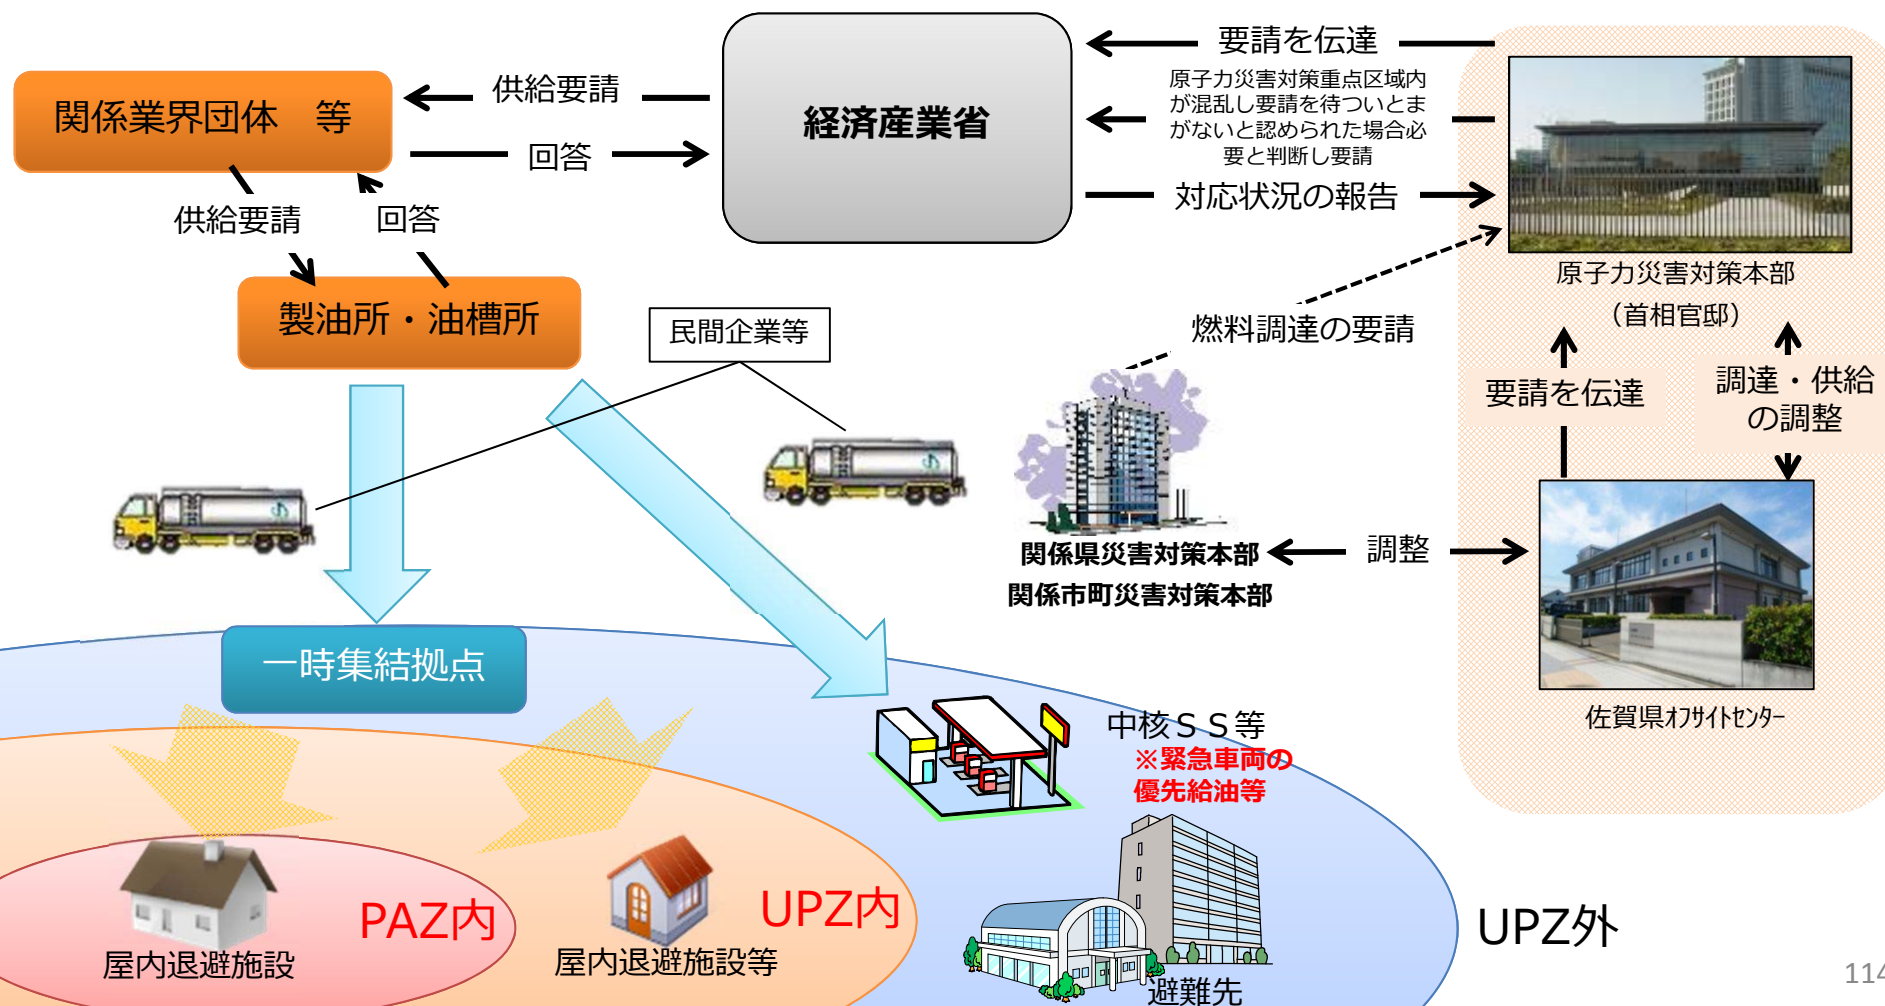 要請を伝達
原子力災害対策重点区域内
が混乱し要請を待ついとま
がないと認められた場合必
要と判断し要請
対応状況の報告
経済産業省
供給要請
回答
関係業界団体　等
供給要請
回答
製油所・油槽所
民間企業等
燃料調達の要請
原子力災害対策本部
（首相官邸）
要請を伝達
調達・供給
の調整
関係県災害対策本部
関係市町災害対策本部
調整
佐賀県ｵﾌｻｲﾄｾﾝﾀｰ
一時集結拠点
中核ＳＳ等
※緊急車両の
優先給油等
PAZ内
屋内退避施設
UPZ内
屋内退避施設等
避難先
UPZ外
114